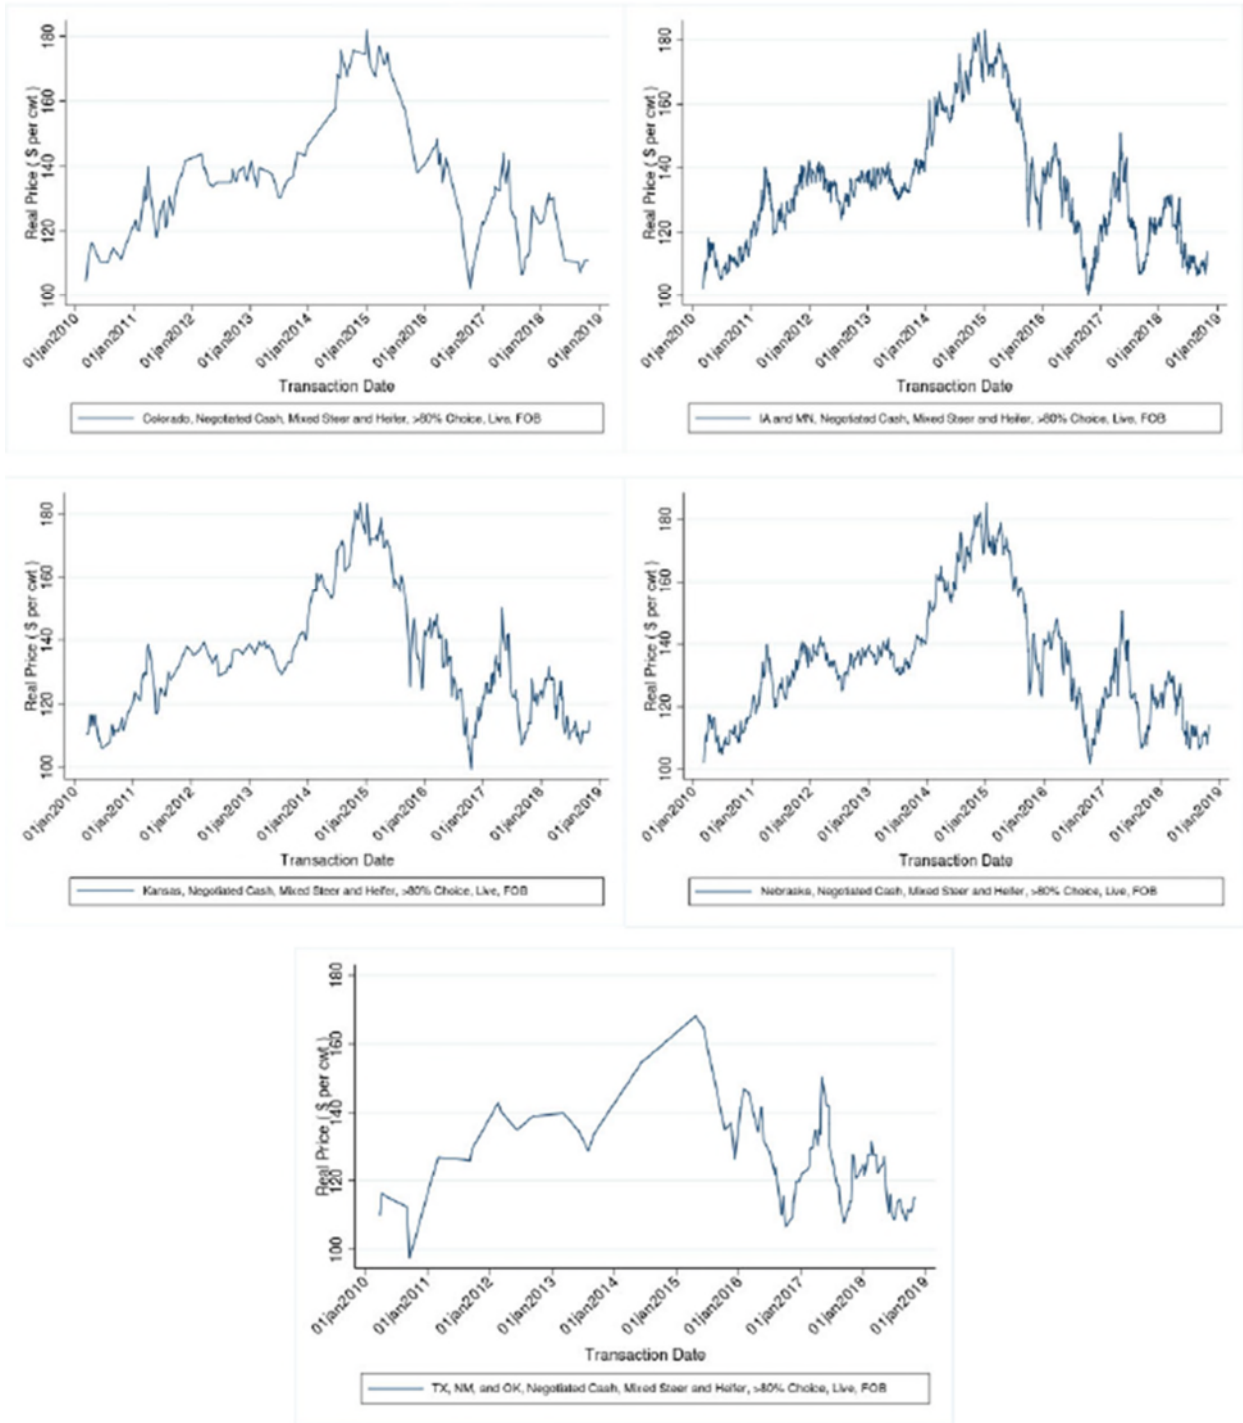 Real Price ( $ per cwt )
180
160
140
120
100
01jan2010
01jan2011
01jan2012
01jan2013
01jan2014
01jan2015
01jan2016
01jan2017
01jan2018
01jan2019
Transaction Date
Colorado, Negotiated Cash, Mixed Steer and Heifer, >80% Choice, Live, FOB
Real Price ( $ per cwt )
180
160
140
120
100
01jan2010
01jan2011
01jan2012
01jan2013
01jan2014
01jan2015
01jan2016
01jan2017
01jan2018
01jan2019
Transaction Date
IA and MN, Negotiated Cash, Mixed Steer and Heifer, >80% Choice, Live, FOB
Real Price ( $ per cwt )
180
160
140
120
100
01jan2010
01jan2011
01jan2012
01jan2013
01jan2014
01jan2015
01jan2016
01jan2017
01jan2018
01jan2019
Transaction Date
Kansas, Negotiated Cash, Mixed Steer and Heifer, >80% Choice, Live, FOB
Real Price ( $ per cwt )
180
160
140
120
100
01jan2010
01jan2011
01jan2012
01jan2013
01jan2014
01jan2015
01jan2016
01jan2017
01jan2018
01jan2019
Transaction Date
Nebraska, Negotiated Cash, Mixed Steer and Heifer, >80% Choice, Live, FOB
Real Price ( $ per cwt )
180
160
140
120
100
01jan2010
01jan2011
01jan2012
01jan2013
01jan2014
01jan2015
01jan2016
01jan2017
01jan2018
01jan2019
Transaction Date
TX, NM, and OK, Negotiated Cash, Mixed Steer and Heifer, >80% Choice, Live, FOB